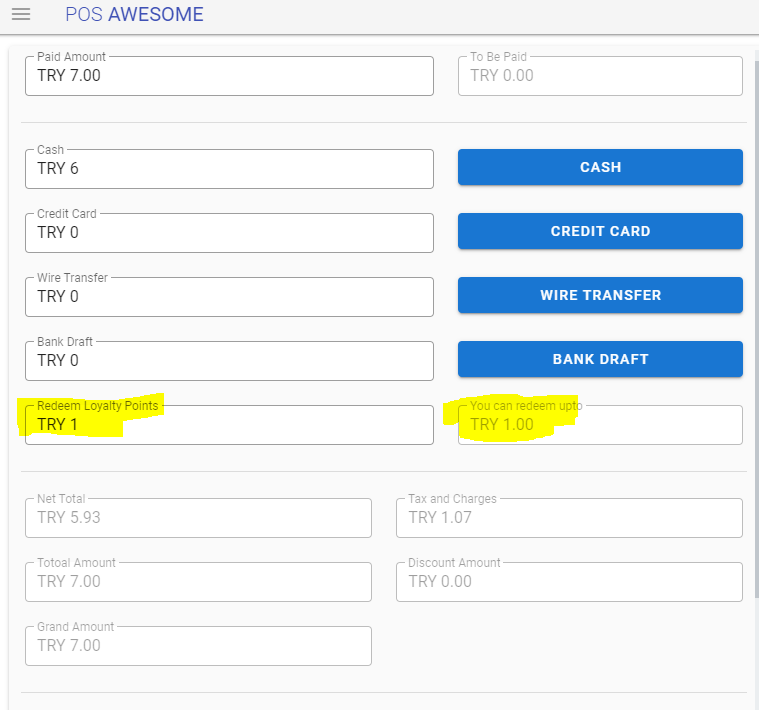 POS AWESOME
Paid Amount
TRY 7.00
To Be Paid
TRY 0.00
Cash
TRY 6
CASH
Credit Card
TRY 0
CREDIT CARD
Wire Transfer
TRY 0
WIRE TRANSFER
Bank Draft
TRY 0
BANK DRAFT
Redeem Loyalty Points
TRY 1
You can redeem upto
TRY 1.00
Net Total
TRY 5.93
Tax and Charges
TRY 1.07
Totoal Amount
TRY 7.00
Discount Amount
TRY 0.00
Grand Amount
TRY 7.00